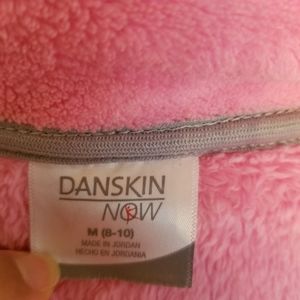 DANSKIN
NOW
M (8-10)
MADE IN JORDAN
HECHO EN JORDANIA